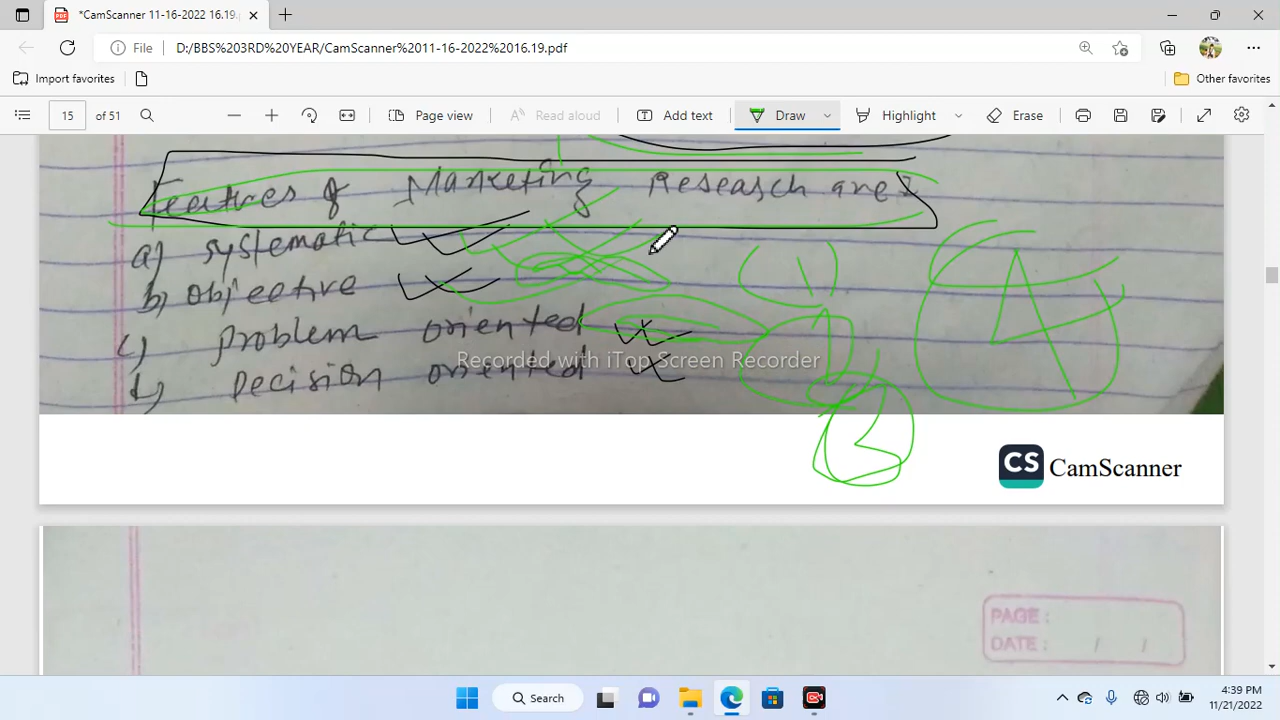 *CamScanner 11-16-2022 16.19.
File D:/BBS%203RD%20YEAR/CamScanner%2011-16-2022%2016.19.pdf
Import favorites Other favorites
15 of 51 Page view Read aloud Add text Draw Highlight Erase
Features of Marketing Research are:
a) systematic
b) objective
c) problem oriented
d) Decision oriented
Recorded with iTop Screen Recorder
1
1
2
CS CamScanner
PAGE:
DATE: / /
Search
4:39 PM
11/21/2022